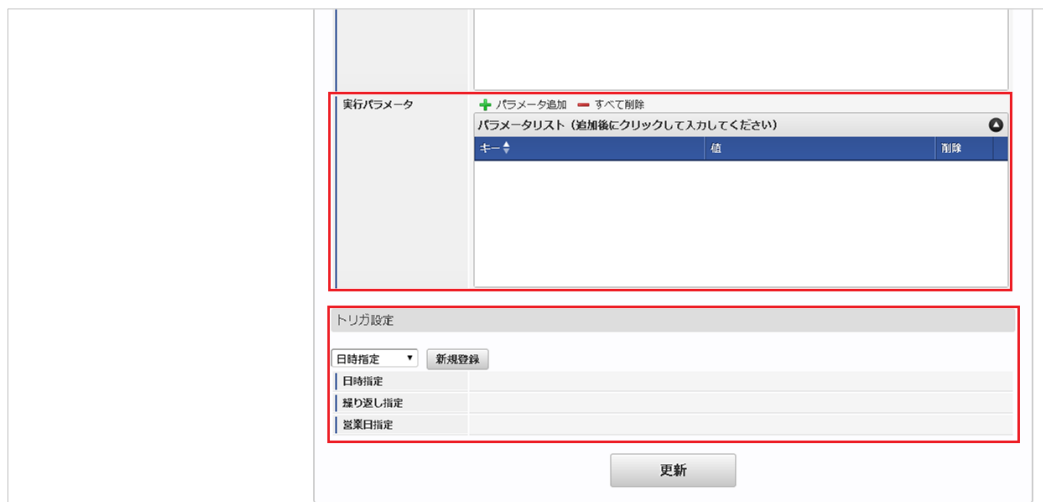 実行パラメータ
パラメータ追加 すべて削除
パラメータリスト（追加後にクリックして入力してください）
キー 値 削除
トリガ設定
日時指定 新規登録
日時指定
繰り返し指定
営業日指定
更新